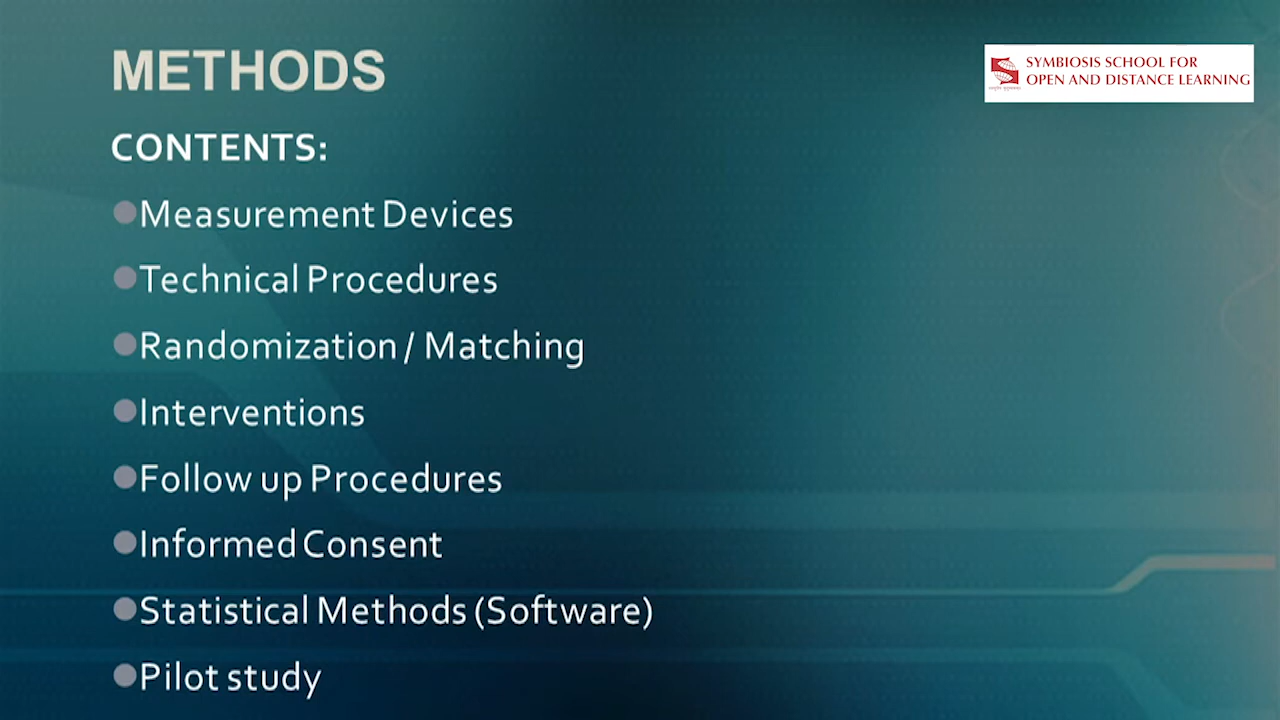 METHODS
SYMBIOSIS SCHOOL FOR
OPEN AND DISTANCE LEARNING
CONTENTS:
Measurement Devices
Technical Procedures
Randomization / Matching
Interventions
Follow up Procedures
Informed Consent
Statistical Methods (Software)
Pilot study